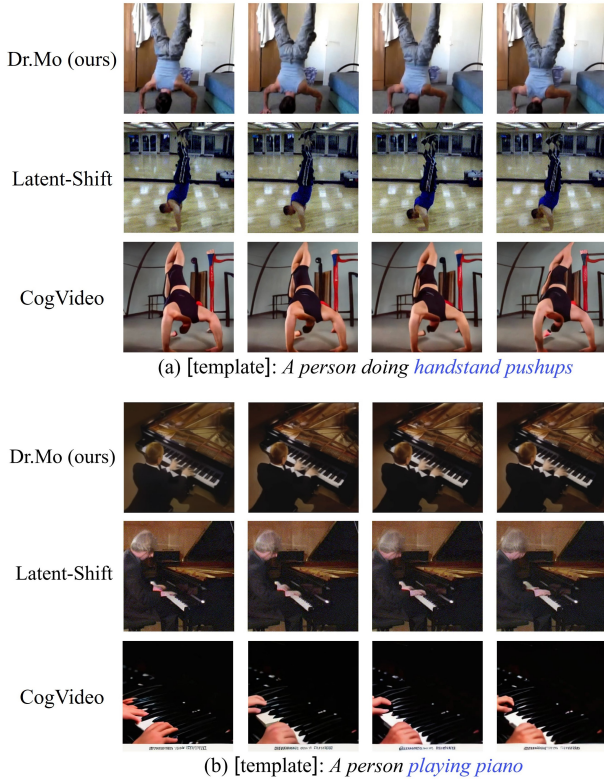 Dr.Mo (ours)
Latent-Shift
CogVideo
(a) [template]: A person doing handstand pushups
Dr.Mo (ours)
Latent-Shift
CogVideo
(b) [template]: A person playing piano